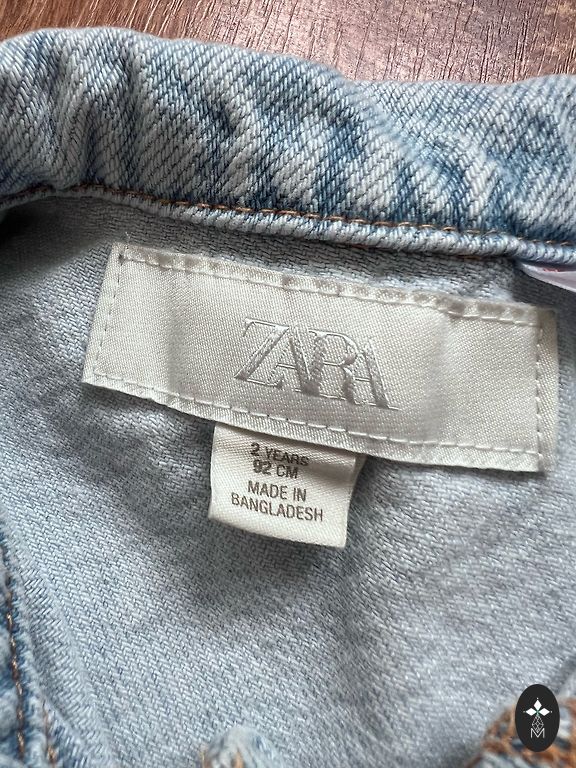 ZARA
2 YEARS
92 CM
MADE IN
BANGLADESH